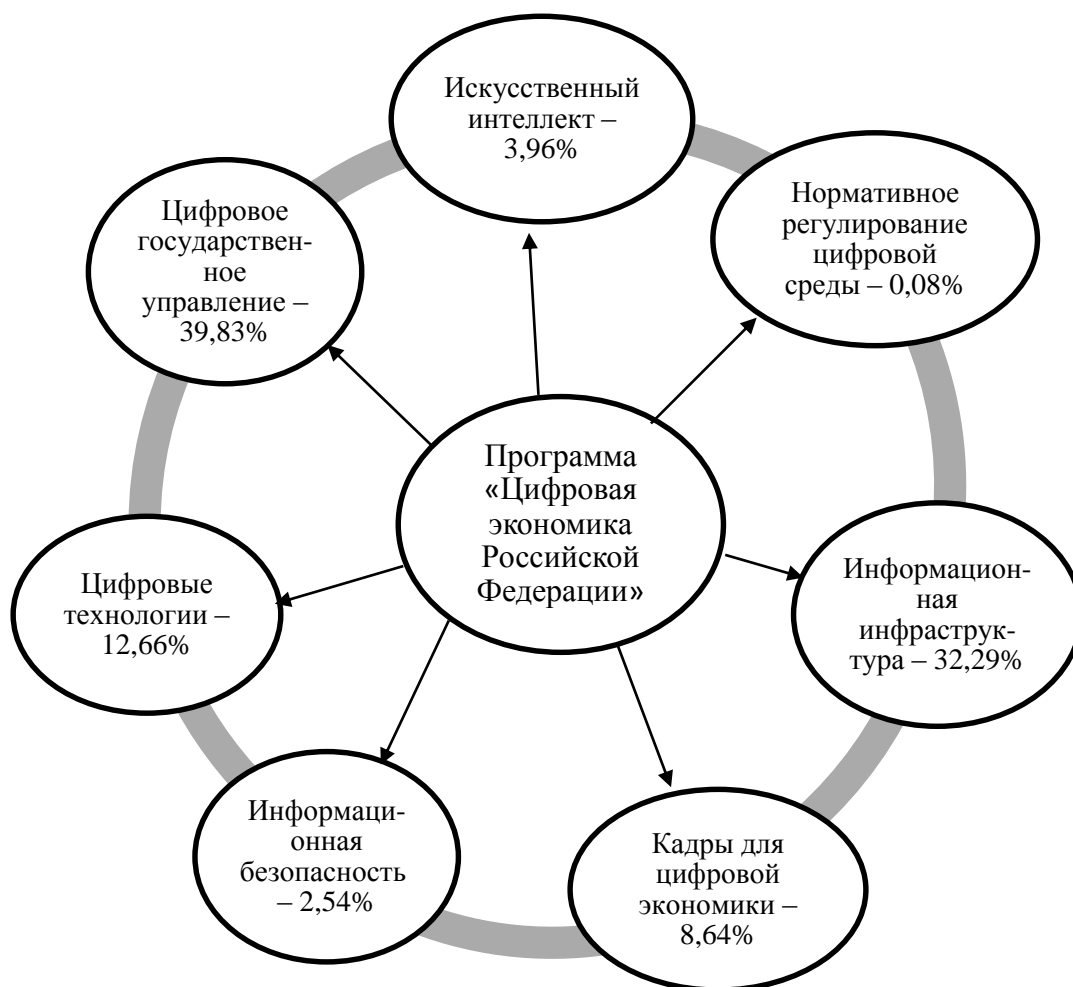 Искусственный
интеллект –
3,96%
Нормативное
регулирование
цифровой
среды – 0,08%
Цифровое
государствен-
ное
управление –
39,83%
Программа
«Цифровая
экономика
Российской
Федерации»
Информацион-
ная
инфраструк-
тура – 32,29%
Цифровые
технологии –
12,66%
Информаци-
онная
безопасность
– 2,54%
Кадры для
цифровой
экономики –
8,64%